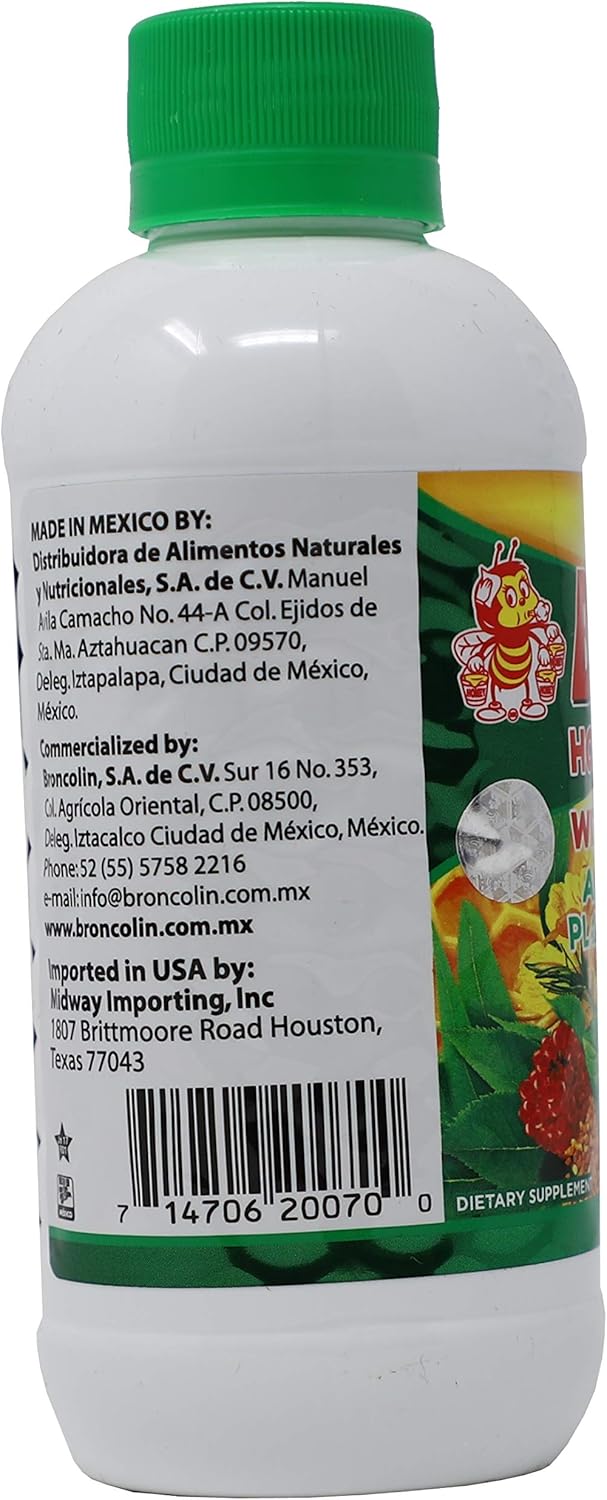 MADE IN MEXICO BY:
Distribuidora de Alimentos Naturales
y Nutricionales, S.A. de C.V. Manuel
Avila Camacho No. 44-A Col. Ejidos de
Sta. Ma. Aztahuacan C.P. 09570,
Deleg. Iztapalapa, Ciudad de México,
México.
Commercialized by:
Broncolin, S.A. de C.V. Sur 16 No. 353,
Col. Agrícola Oriental, C.P. 08500,
Deleg. Iztacalco Ciudad de México, México.
Phone: 52 (55) 5758 2216
e-mail: info@broncolin.com.mx
www.broncolin.com.mx
Imported in USA by:
Midway Importing, Inc
1807 Brittmoore Road Houston,
Texas 77043
7 14706 20070 0
DIETARY SUPPLEMENT